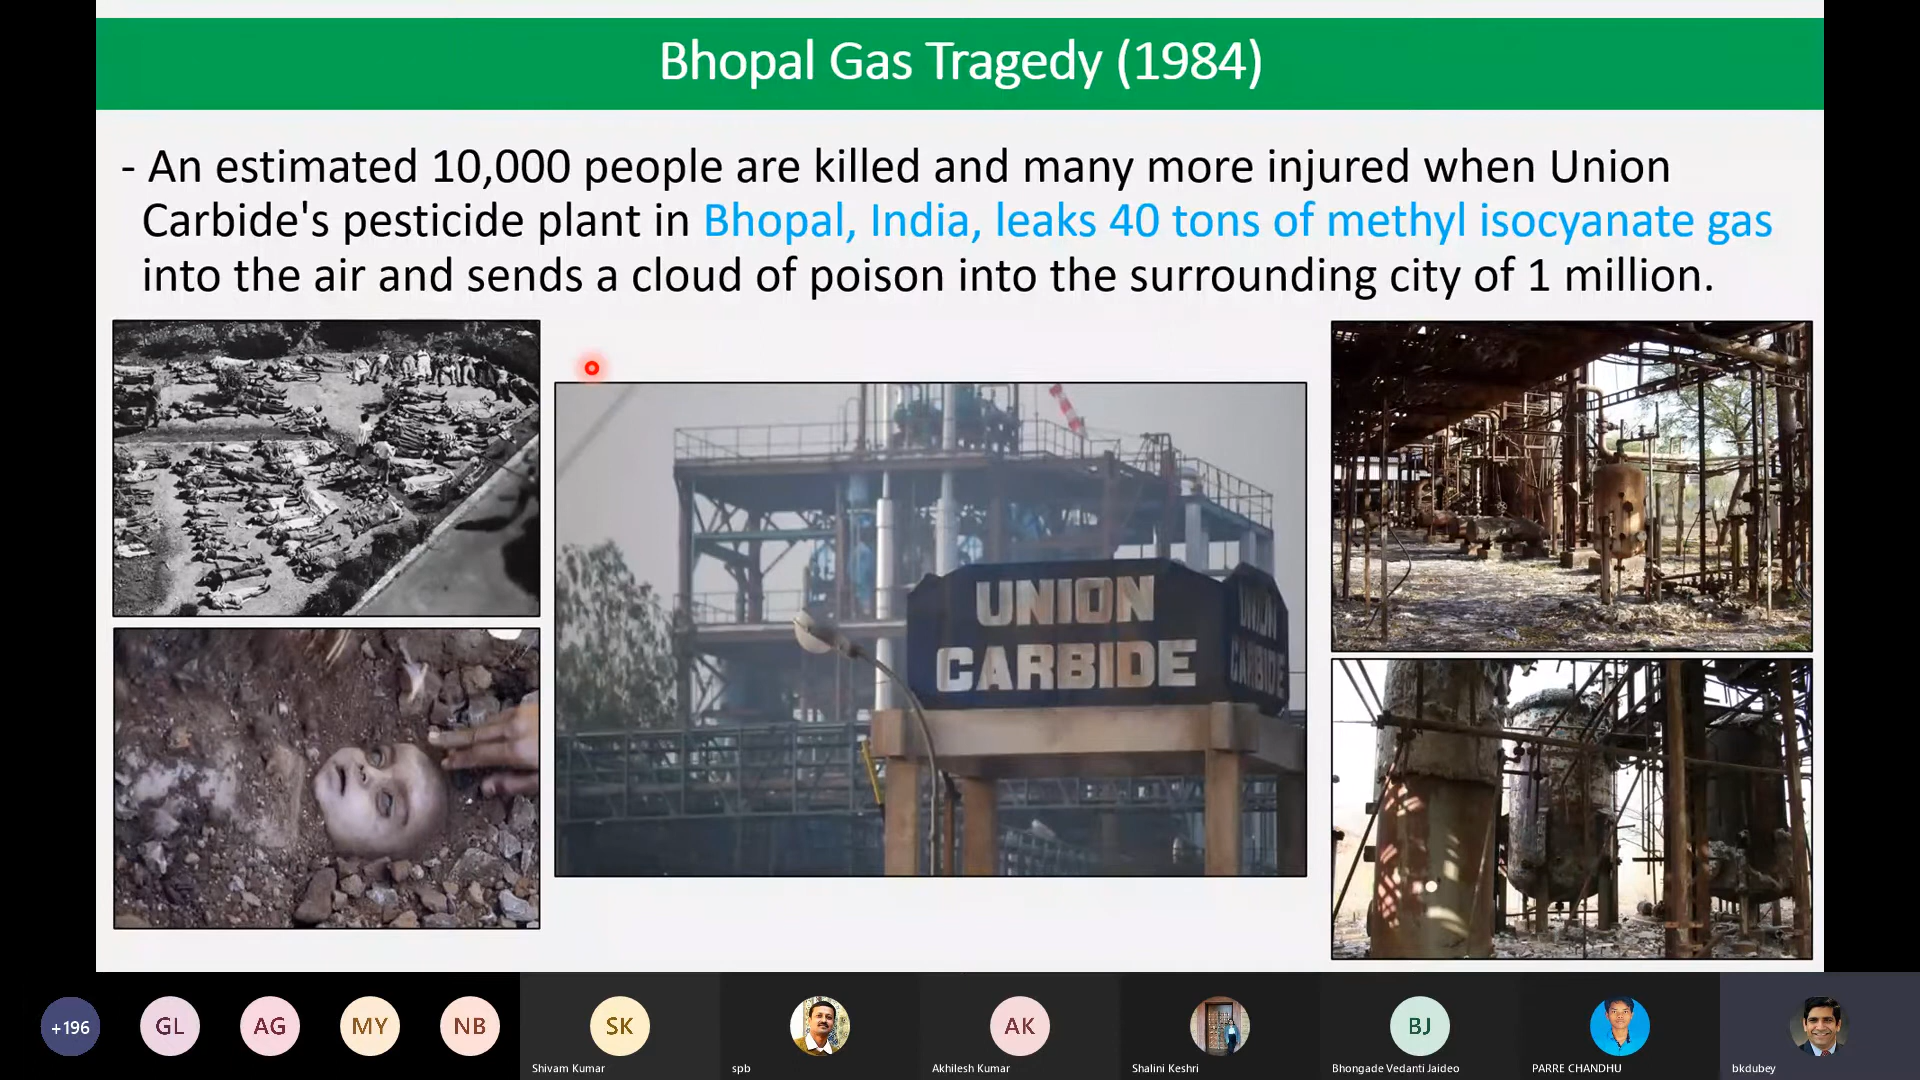 Bhopal Gas Tragedy (1984)
- An estimated 10,000 people are killed and many more injured when Union
Carbide's pesticide plant in Bhopal, India, leaks 40 tons of methyl isocyanate gas
into the air and sends a cloud of poison into the surrounding city of 1 million.
UNION
CARBIDE
UNION
CARBIDE
+196
GL
AG
MY
NB
SK
AK
BJ
Shivam Kumar
spb
Akhilesh Kumar
Shalini Keshri
Bhongade Vedanti Jaideo
PARRE CHANDHU
bkdubey